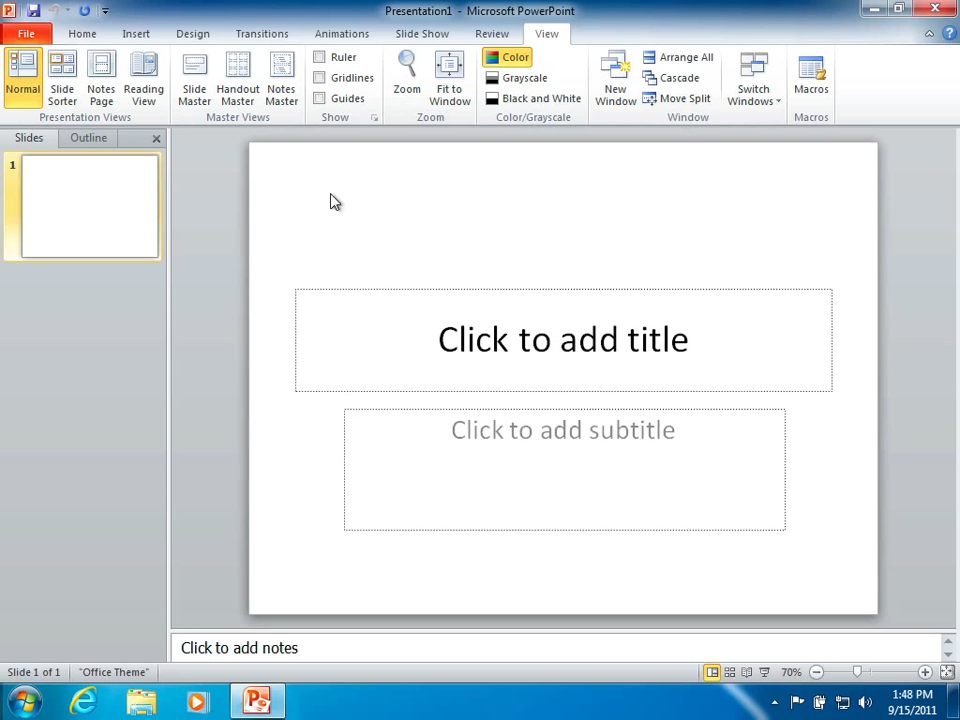 Presentation1 - Microsoft PowerPoint
File Home Insert Design Transitions Animations Slide Show Review View
Normal Slide Sorter Notes Page Reading View
Presentation Views
Slide Master Handout Master Notes Master
Master Views
Ruler
Gridlines
Guides
Show
Zoom Fit to Window
Zoom
Color
Grayscale
Black and White
Color/Grayscale
New Window
Arrange All
Cascade
Move Split
Switch Windows
Window
Macros
Macros
Slides Outline
1
Click to add title
Click to add subtitle
Click to add notes
Slide 1 of 1 "Office Theme" 70%
1:48 PM
9/15/2011